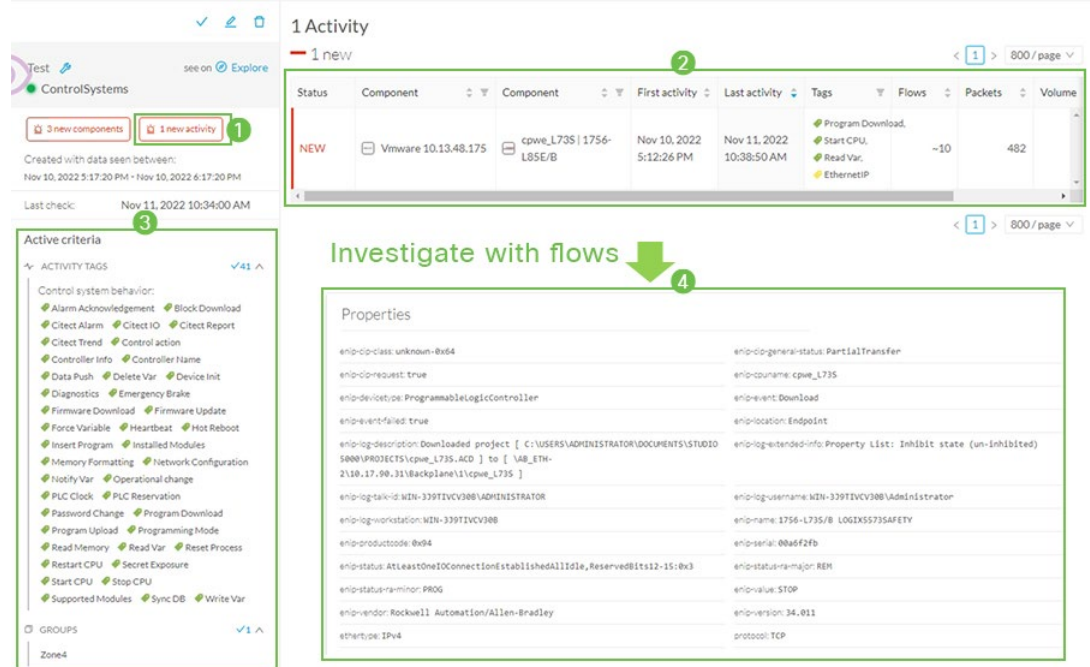 Test
see on Explore
ControlSystems
3 new components
1 new activity
1
Created with data seen between:
Nov 10, 2022 5:17:20 PM • Nov 10, 2022 6:17:20 PM
Last check: Nov 11, 2022 10:34:00 AM
3
Active criteria
ACTIVITY TAGS
41
Control system behavior:
Alarm Acknowledgement Block Download
Citect Alarm Citect IO Citect Report
Citect Trend Control action
Controller Info Controller Name
Data Push Delete Var Device Init
Diagnostics Emergency Brake
Firmware Download Firmware Update
Force Variable Heartbeat Hot Reboot
Insert Program Installed Modules
Memory Formatting Network Configuration
Notify Var Operational change
PLC Clock PLC Reservation
Password Change Program Download
Program Upload Programming Mode
Read Memory Read Var Reset Process
Restart CPU Secret Exposure
Start CPU Stop CPU
Supported Modules Sync DB Write Var
GROUPS
1
Zone4
1 Activity
1 new
< 1 > 800 / page
2
Status Component Component First activity Last activity Tags Flows Packets Volume
NEW
Vmware 10.13.48.175
cpwe_L73S | 1756-
L85E/B
Nov 10, 2022
5:12:26 PM
Nov 11, 2022
10:38:50 AM
Program Download,
Start CPU,
Read Var,
EthernetIP
~10
482
< 1 > 800 / page
Investigate with flows
4
Properties
enip-cip-class: unknown-0x64
enip-cip-general-status: PartialTransfer
enip-cip-request: true
enip-cpuname: cpwe_L73S
enip-devicetype: ProgrammableLogicController
enip-event: Download
enip-event-failed: true
enip-location: Endpoint
enip-log-description: Downloaded project [ C:\USERS\ADMINISTRATOR\DOCUMENTS\STUDIO
5000\PROJECTS\cpwe_L73S.ACD ] to [ \AB_ETH-
2\10.17.90.31\Backplane\1\cpwe_L73S ]
enip-log-extended-info: Property List: Inhibit state (un-inhibited)
enip-log-talk-id: WIN-3J9TIVCV30B\ADMINISTRATOR
enip-log-username: WIN-3J9TIVCV30B\Administrator
enip-log-workstation: WIN-3J9TIVCV30B
enip-name: 1756-L73S/B LOGIX5573SAFETY
enip-productcode: 0x94
enip-serial: 00a6f2fb
enip-status: AtLeastOneIOConnectionEstablishedAllIdle,ReservedBits12-15:0x3
enip-status-ra-major: REM
enip-status-ra-minor: PROG
enip-value: STOP
enip-vendor: Rockwell Automation/Allen-Bradley
enip-version: 34.011
ethertype: IPv4
protocol: TCP